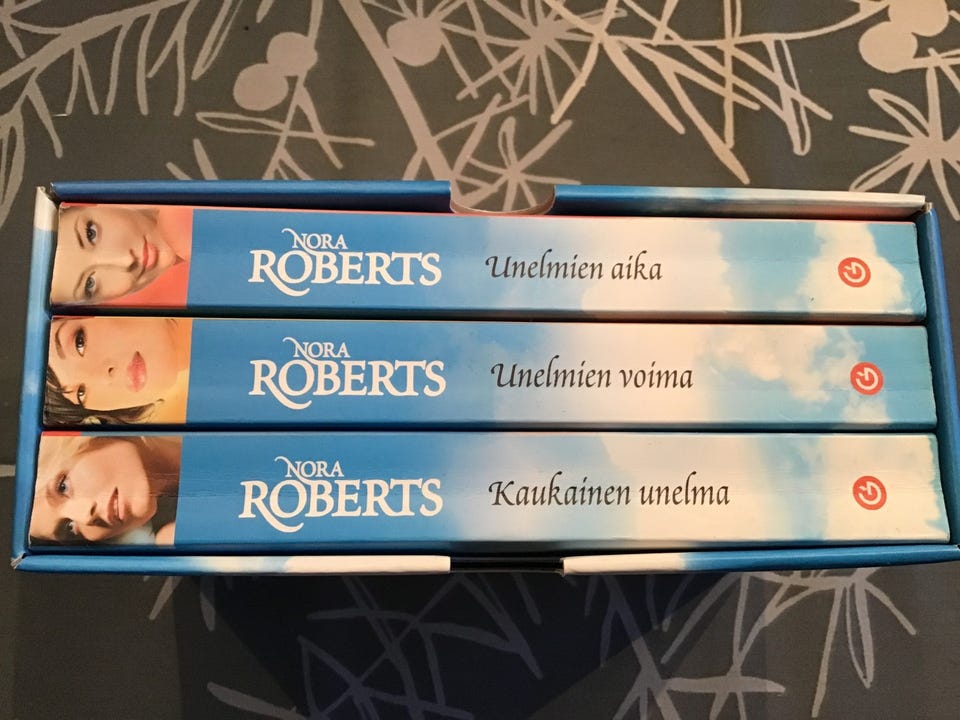 NORA
ROBERTS
Unelmien aika
NORA
ROBERTS
Unelmien voima
NORA
ROBERTS
Kaukainen unelma